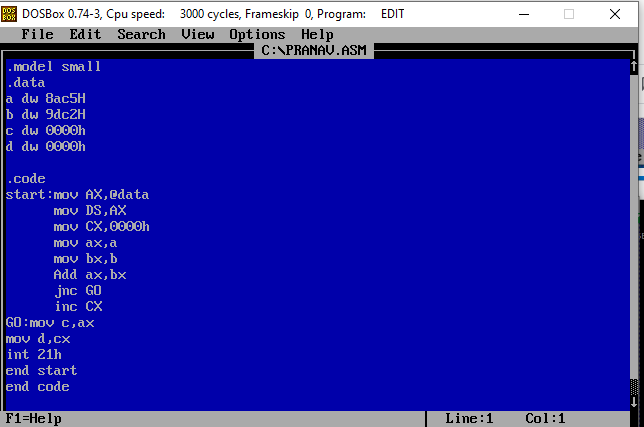 DOS BOX DOSBox 0.74-3, Cpu speed: 3000 cycles, Frameskip 0, Program: EDIT
File Edit Search View Options Help
C:\PRANAV.ASM
.model small
.data
a dw 8ac5H
b dw 9dc2H
c dw 0000h
d dw 0000h
.code
start:mov AX,@data
mov DS,AX
mov CX,0000h
mov ax,a
mov bx,b
Add ax,bx
jnc GO
inc CX
GO:mov c,ax
mov d,cx
int 21h
end start
end code
F1=Help Line:1 Col:1